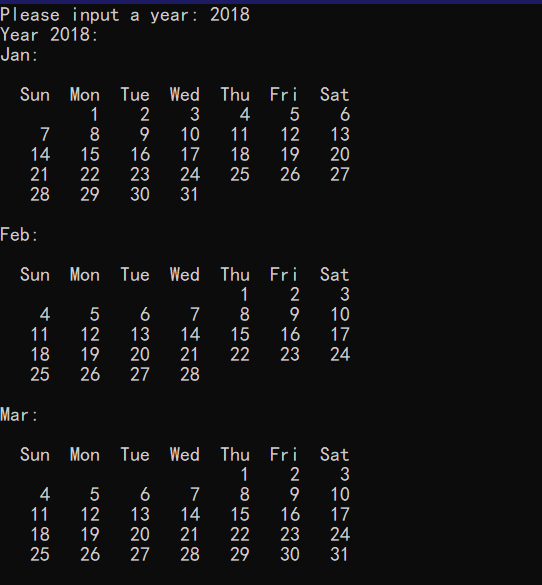 Please input a year: 2018
Year 2018:
Jan:
  Sun  Mon  Tue  Wed  Thu  Fri  Sat
         1    2    3    4    5    6
    7    8    9   10   11   12   13
   14   15   16   17   18   19   20
   21   22   23   24   25   26   27
   28   29   30   31
Feb:
  Sun  Mon  Tue  Wed  Thu  Fri  Sat
                        1    2    3
    4    5    6    7    8    9   10
   11   12   13   14   15   16   17
   18   19   20   21   22   23   24
   25   26   27   28
Mar:
  Sun  Mon  Tue  Wed  Thu  Fri  Sat
                        1    2    3
    4    5    6    7    8    9   10
   11   12   13   14   15   16   17
   18   19   20   21   22   23   24
   25   26   27   28   29   30   31